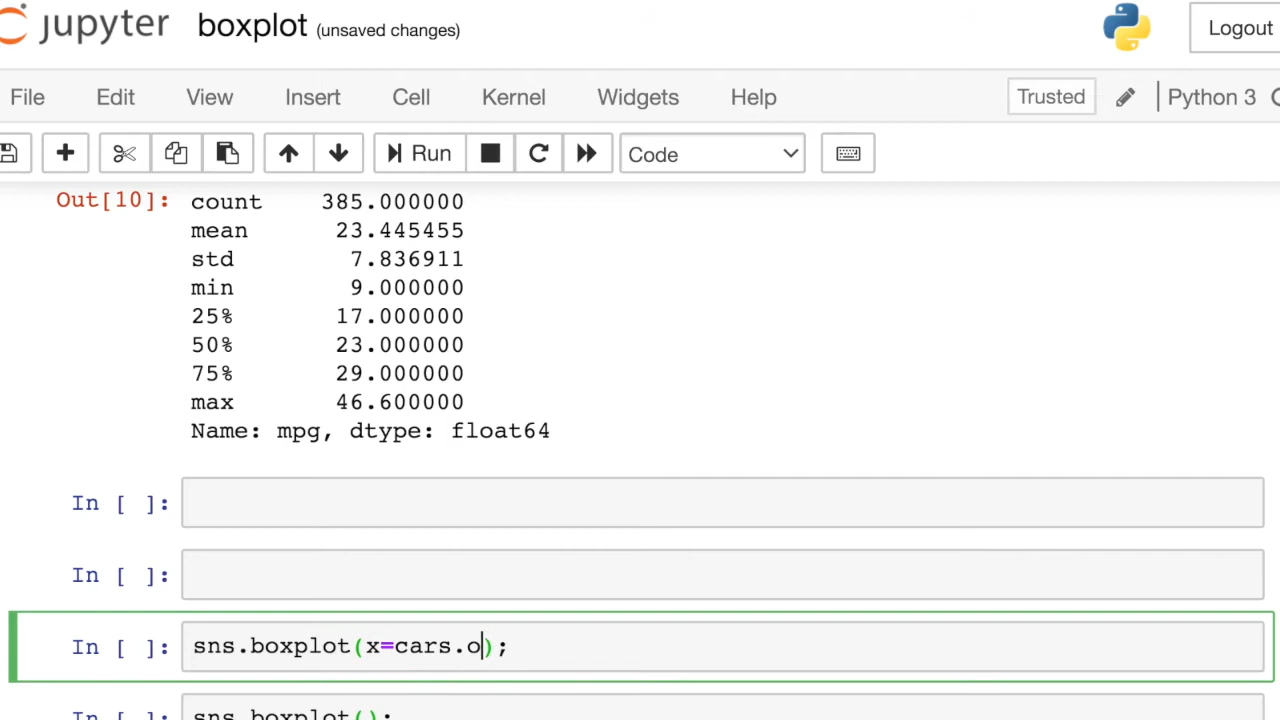 jupyter boxplot (unsaved changes) Logout
File Edit View Insert Cell Kernel Widgets Help Trusted Python 3
Run Code
Out[10]: count 385.000000
mean 23.445455
std 7.836911
min 9.000000
25% 17.000000
50% 23.000000
75% 29.000000
max 46.600000
Name: mpg, dtype: float64
In [ ]:
In [ ]:
In [ ]: sns.boxplot(x=cars.o);
In [ ]: sns.boxplot();